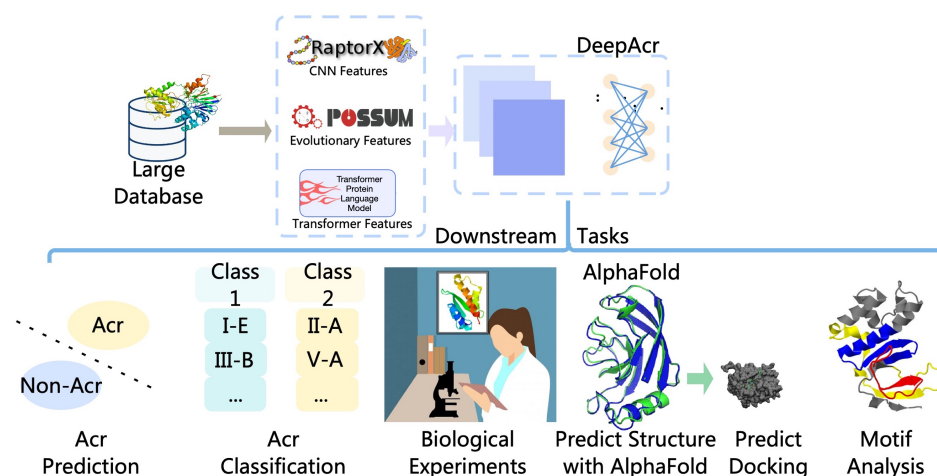 RaptorX
CNN Features
POSSUM
Evolutionary Features
Transformer
Protein
Language
Model
Transformer Features
DeepAcr
Large
Database
Downstream Tasks
Acr
Non-Acr
Acr
Prediction
Class
1
I-E
III-B
...
Class
2
II-A
V-A
...
Acr
Classification
Biological
Experiments
AlphaFold
Predict Structure
with AlphaFold
Predict
Docking
Motif
Analysis